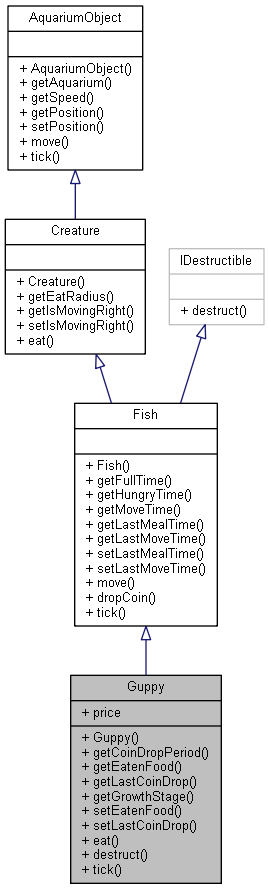 AquariumObject
+ AquariumObject()
+ getAquarium()
+ getSpeed()
+ getPosition()
+ setPosition()
+ move()
+ tick()
Creature
+ Creature()
+ getEatRadius()
+ getIsMovingRight()
+ setIsMovingRight()
+ eat()
IDestructible
+ destruct()
Fish
+ Fish()
+ getFullTime()
+ getHungryTime()
+ getMoveTime()
+ getLastMealTime()
+ getLastMoveTime()
+ setLastMealTime()
+ setLastMoveTime()
+ move()
+ dropCoin()
+ tick()
Guppy
+ price
+ Guppy()
+ getCoinDropPeriod()
+ getEatenFood()
+ getLastCoinDrop()
+ getGrowthStage()
+ setEatenFood()
+ setLastCoinDrop()
+ eat()
+ destruct()
+ tick()